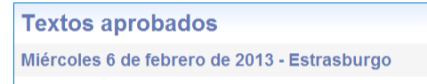 Textos aprobados
Miércoles 6 de febrero de 2013 - Estrasburgo